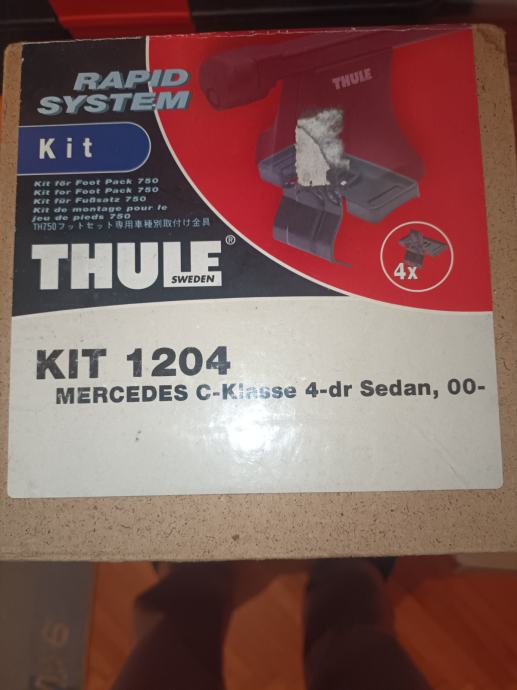 RAPID
SYSTEM
THULE
Kit
Kit för Foot Pack 750
Kit for Foot Pack 750
Kit für Fußsatz 750
Kit de montage pour le
jeu de pieds 750
TH750フットセット専用車種別取付け金具
THULE®
SWEDEN
4x
KIT 1204
MERCEDES C-Klasse 4-dr Sedan, 00-